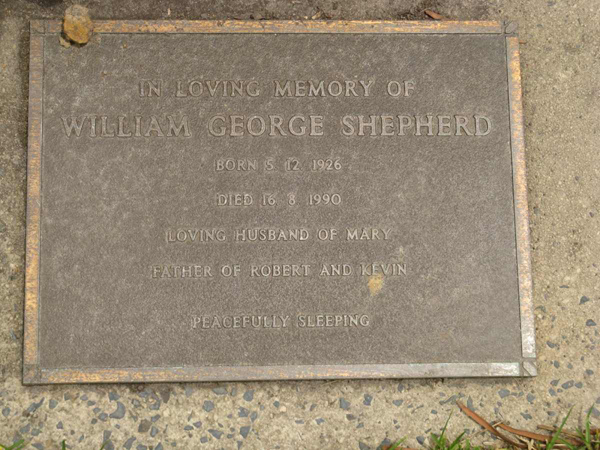 IN LOVING MEMORY OF
WILLIAM GEORGE SHEPHERD
BORN 5. 12. 1926
DIED 16. 8. 1990
LOVING HUSBAND OF MARY
FATHER OF ROBERT AND KEVIN
PEACEFULLY SLEEPING